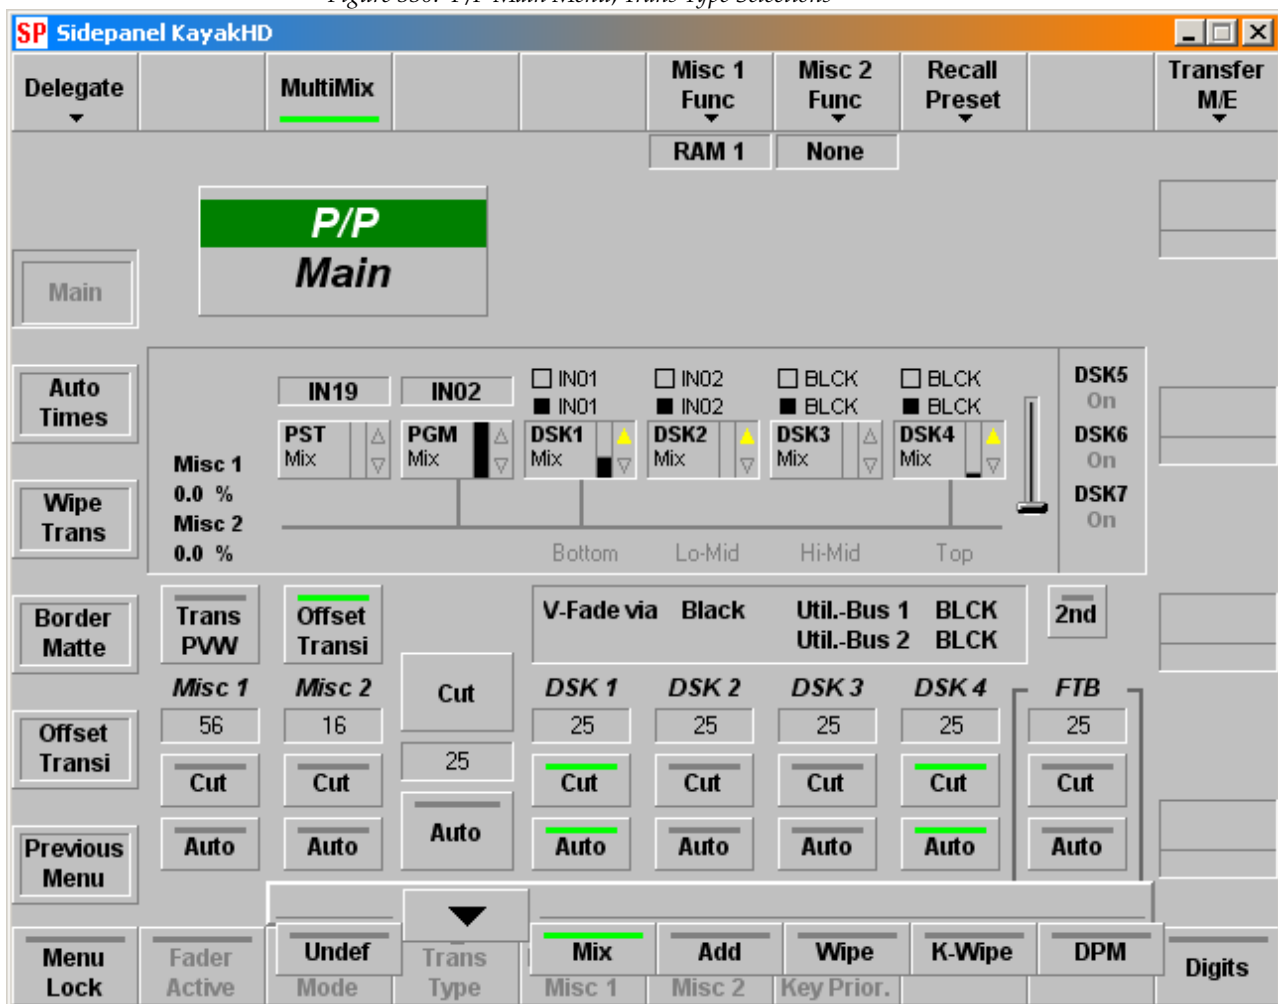 Figure 350. P/P Main Menu, Trans Type Selections
SP Sidepanel KayakHD
Delegate MultiMix Misc 1 Func Misc 2 Func Recall Preset Transfer M/E
RAM 1 None
P/P
Main
Main
Auto Times
Wipe Trans
Border Matte
Offset Transi
Previous Menu
IN19 IN02
IN01 IN02 BLCK BLCK
IN01 IN02 BLCK BLCK
PST PGM DSK1 DSK2 DSK3 DSK4
Mix Mix Mix Mix Mix Mix
Misc 1
0.0 %
Misc 2
0.0 %
Bottom Lo-Mid Hi-Mid Top
DSK5
On
DSK6
On
DSK7
On
Trans PVW
Offset Transi
V-Fade via Black Util.-Bus 1 BLCK
Util.-Bus 2 BLCK
2nd
Misc 1 Misc 2 DSK 1 DSK 2 DSK 3 DSK 4 FTB
56 16 25 25 25 25 25
Cut
25
Auto
Cut Cut Cut Cut Cut Cut Cut
Auto Auto Auto Auto Auto Auto Auto
Undef Mix Add Wipe K-Wipe DPM
Menu Lock
Fader Active
Mode
Trans Type
Misc 1 Misc 2 Key Prior.
Digits